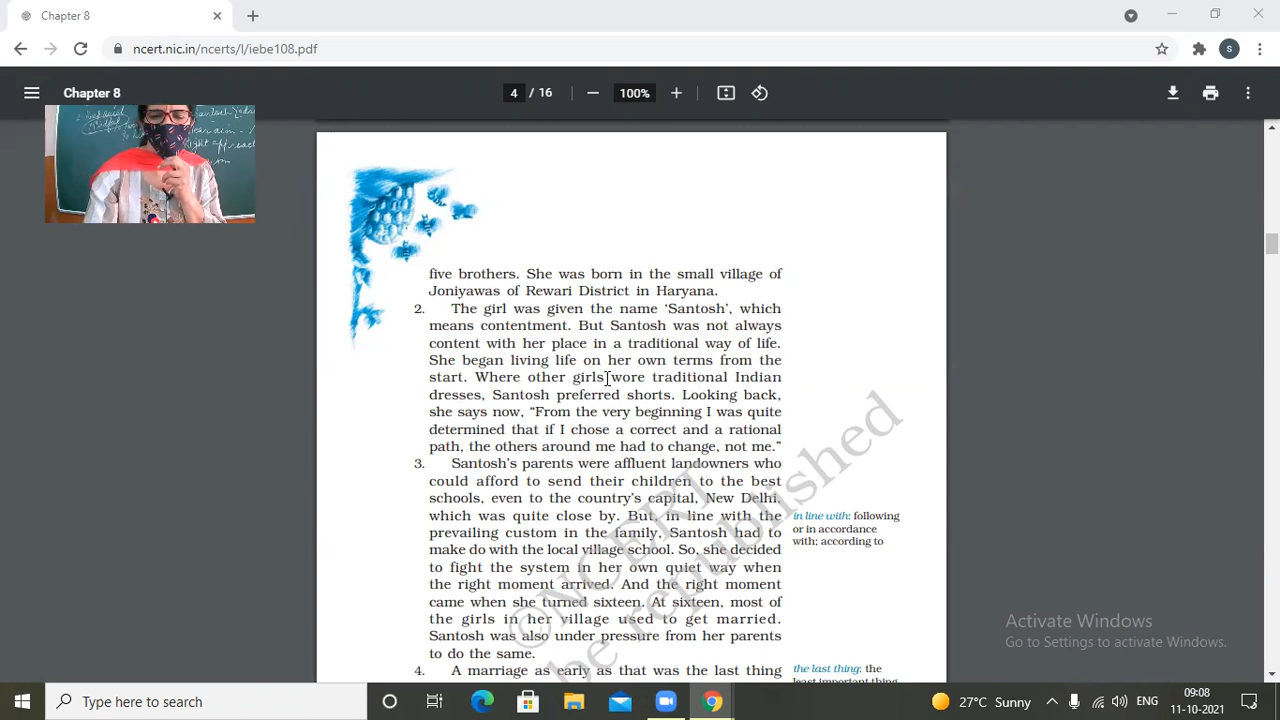 Chapter 8
ncert.nic.in/ncerts/l/iebe108.pdf
S
Chapter 8
4 / 16
100%
five brothers. She was born in the small village of
Joniyawas of Rewari District in Haryana.
2. The girl was given the name ‘Santosh’, which
means contentment. But Santosh was not always
content with her place in a traditional way of life.
She began living life on her own terms from the
start. Where other girls wore traditional Indian
dresses, Santosh preferred shorts. Looking back,
she says now, “From the very beginning I was quite
determined that if I chose a correct and a rational
path, the others around me had to change, not me.”
3. Santosh’s parents were affluent landowners who
could afford to send their children to the best
schools, even to the country’s capital, New Delhi,
which was quite close by. But, in line with the
prevailing custom in the family, Santosh had to
make do with the local village school. So, she decided
to fight the system in her own quiet way when
the right moment arrived. And the right moment
came when she turned sixteen. At sixteen, most of
the girls in her village used to get married.
Santosh was also under pressure from her parents
to do the same.
4. A marriage as early as that was the last thing
in line with: following
or in accordance
with; according to
the last thing: the
least important thing
©NCERT
be republished
Activate Windows
Go to Settings to activate Windows.
Type here to search
27°C Sunny
ENG
09:08
11-10-2021